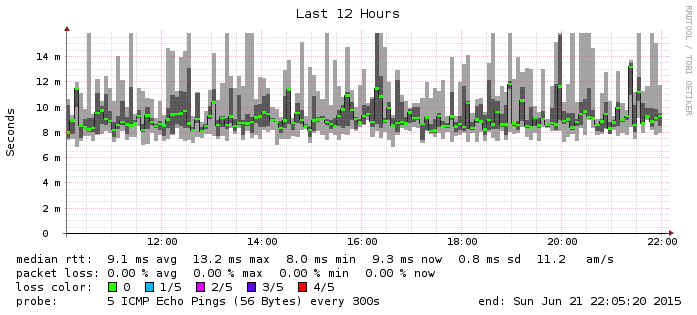 Last 12 Hours
RRDTOOL / TOBI OETIKER
Seconds
14 m
12 m
10 m
8 m
6 m
4 m
2 m
0
12:00 14:00 16:00 18:00 20:00 22:00
median rtt: 9.1 ms avg 13.2 ms max 8.0 ms min 9.3 ms now 0.8 ms sd 11.2 am/s
packet loss: 0.00 % avg 0.00 % max 0.00 % min 0.00 % now
loss color: 0 1/5 2/5 3/5 4/5
probe: 5 ICMP Echo Pings (56 Bytes) every 300s end: Sun Jun 21 22:05:20 2015